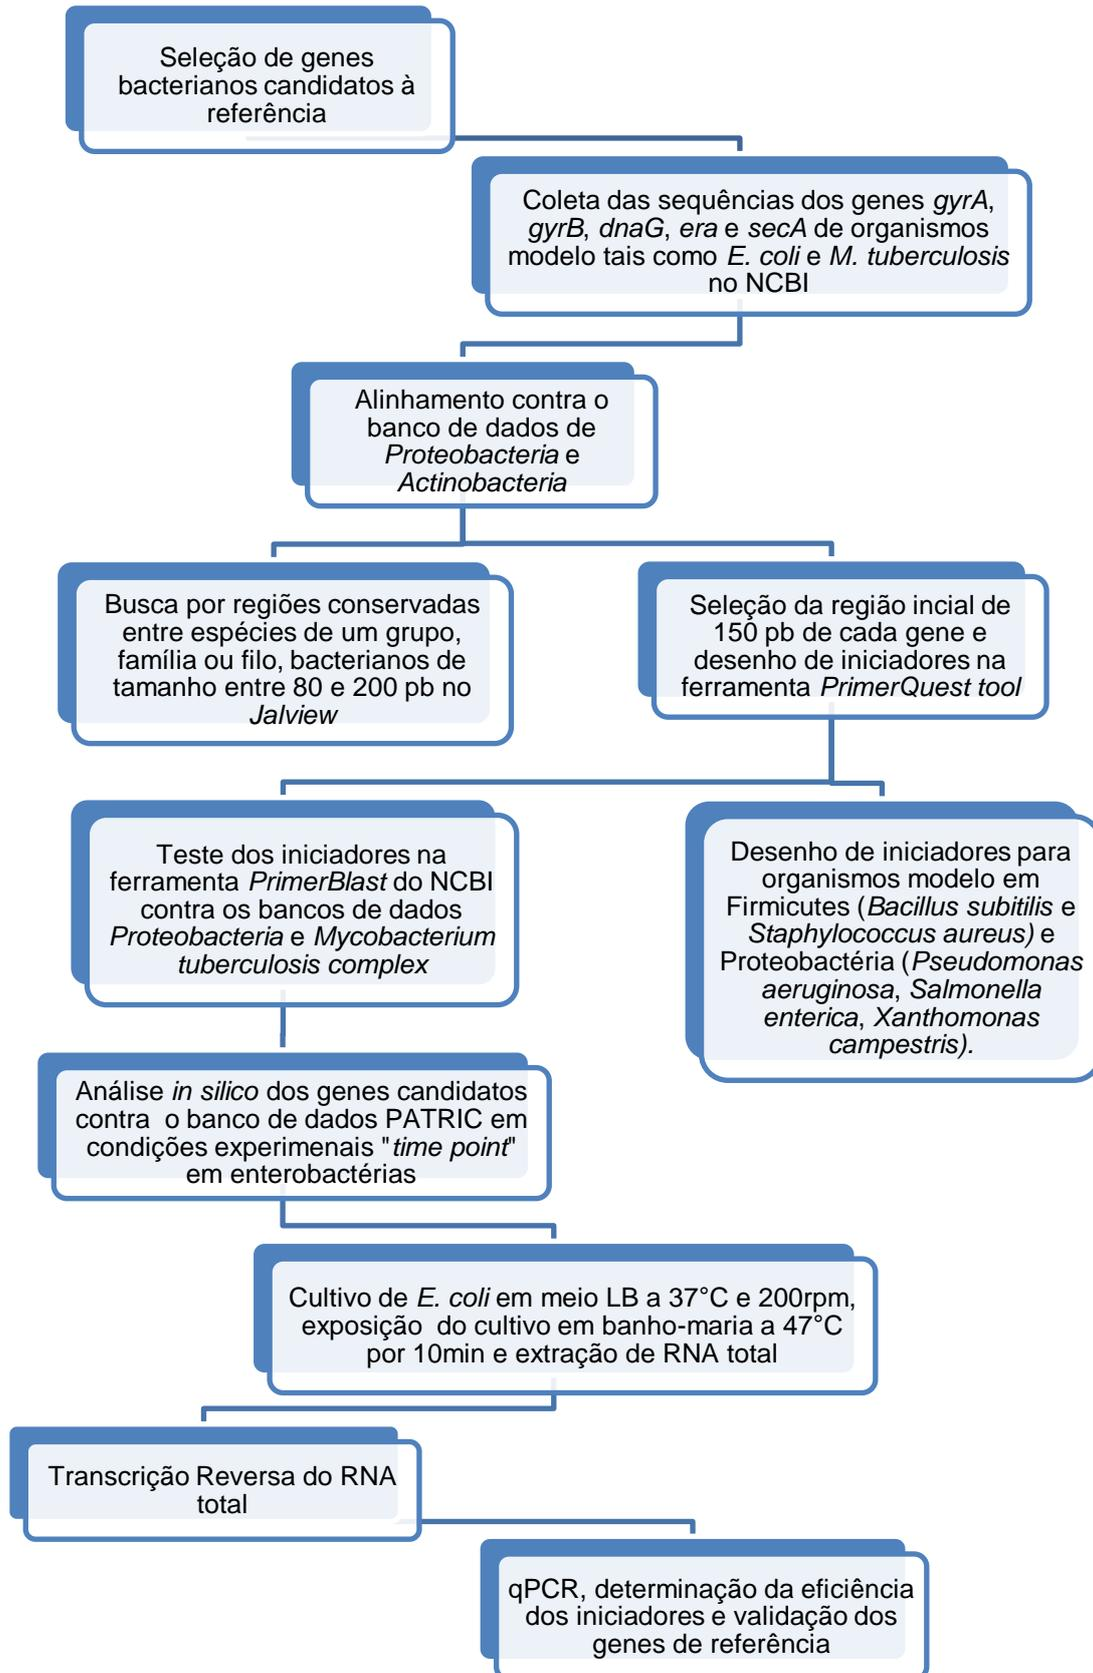 Seleção de genes
bacterianos candidatos à
referência
Coleta das sequências dos genes gyrA,
gyrB, dnaG, era e secA de organismos
modelo tais como E. coli e M. tuberculosis
no NCBI
Alinhamento contra o
banco de dados de
Proteobacteria e
Actinobacteria
Busca por regiões conservadas
entre espécies de um grupo,
família ou filo, bacterianos de
tamanho entre 80 e 200 pb no
Jalview
Seleção da região incial de
150 pb de cada gene e
desenho de iniciadores na
ferramenta PrimerQuest tool
Teste dos iniciadores na
ferramenta PrimerBlast do NCBI
contra os bancos de dados
Proteobacteria e Mycobacterium
tuberculosis complex
Desenho de iniciadores para
organismos modelo em
Firmicutes (Bacillus subitilis e
Staphylococcus aureus) e
Proteobactéria (Pseudomonas
aeruginosa, Salmonella
enterica, Xanthomonas
campestris).
Análise in silico dos genes candidatos
contra o banco de dados PATRIC em
condições experimenais "time point"
em enterobactérias
Cultivo de E. coli em meio LB a 37°C e 200rpm,
exposição do cultivo em banho-maria a 47°C
por 10min e extração de RNA total
Transcrição Reversa do RNA
total
qPCR, determinação da eficiência
dos iniciadores e validação dos
genes de referência